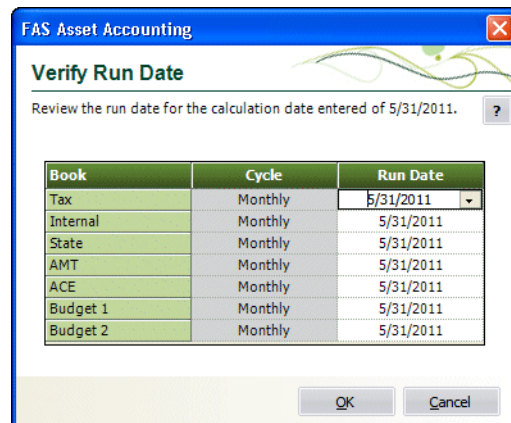 FAS Asset Accounting
Verify Run Date
Review the run date for the calculation date entered of 5/31/2011.
?
Book Cycle Run Date
Tax Monthly 5/31/2011
Internal Monthly 5/31/2011
State Monthly 5/31/2011
AMT Monthly 5/31/2011
ACE Monthly 5/31/2011
Budget 1 Monthly 5/31/2011
Budget 2 Monthly 5/31/2011
OK Cancel